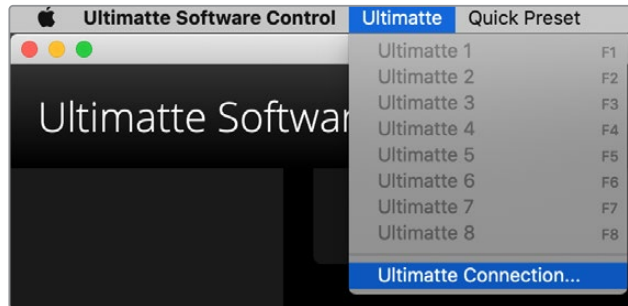 Ultimatte Software Control Ultimatte Quick Preset
Ultimatte Softwar
Ultimatte 1 F1
Ultimatte 2 F2
Ultimatte 3 F3
Ultimatte 4 F4
Ultimatte 5 F5
Ultimatte 6 F6
Ultimatte 7 F7
Ultimatte 8 F8
Ultimatte Connection...